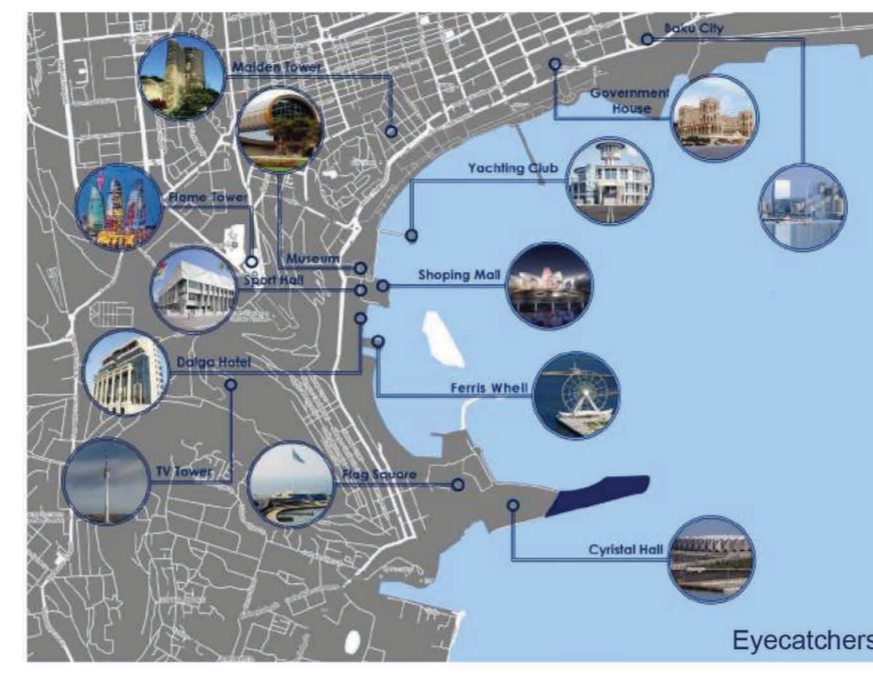 Baku City
Maiden Tower
Government
House
Yachting Club
Flame Tower
Museum
Shoping Mall
Sport Hall
Dalga Hotel
Ferris Whell
TV Tower
Flag Square
Cyristal Hall
Eyecatchers